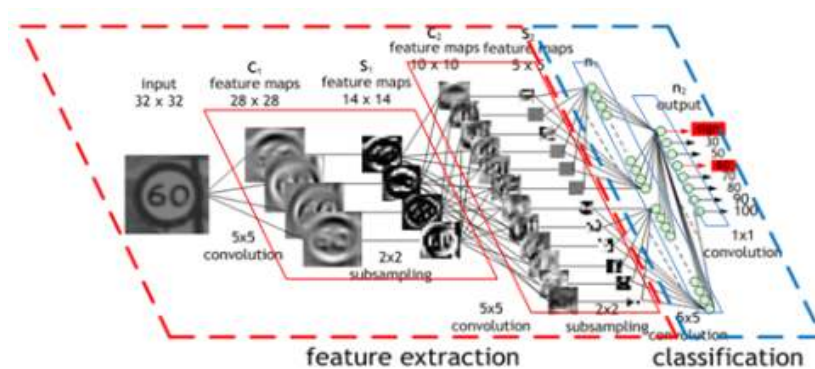 input
32 x 32
C1
feature maps
28 x 28
S1
feature maps
14 x 14
C2
feature maps
10 x 10
S2
feature maps
5 x 5
n1
n2
output
60
30
50
70
80
90
100
5x5
convolution
2x2
subsampling
5x5
convolution
2x2
subsampling
convolution
1x1
convolution
feature extraction
classification